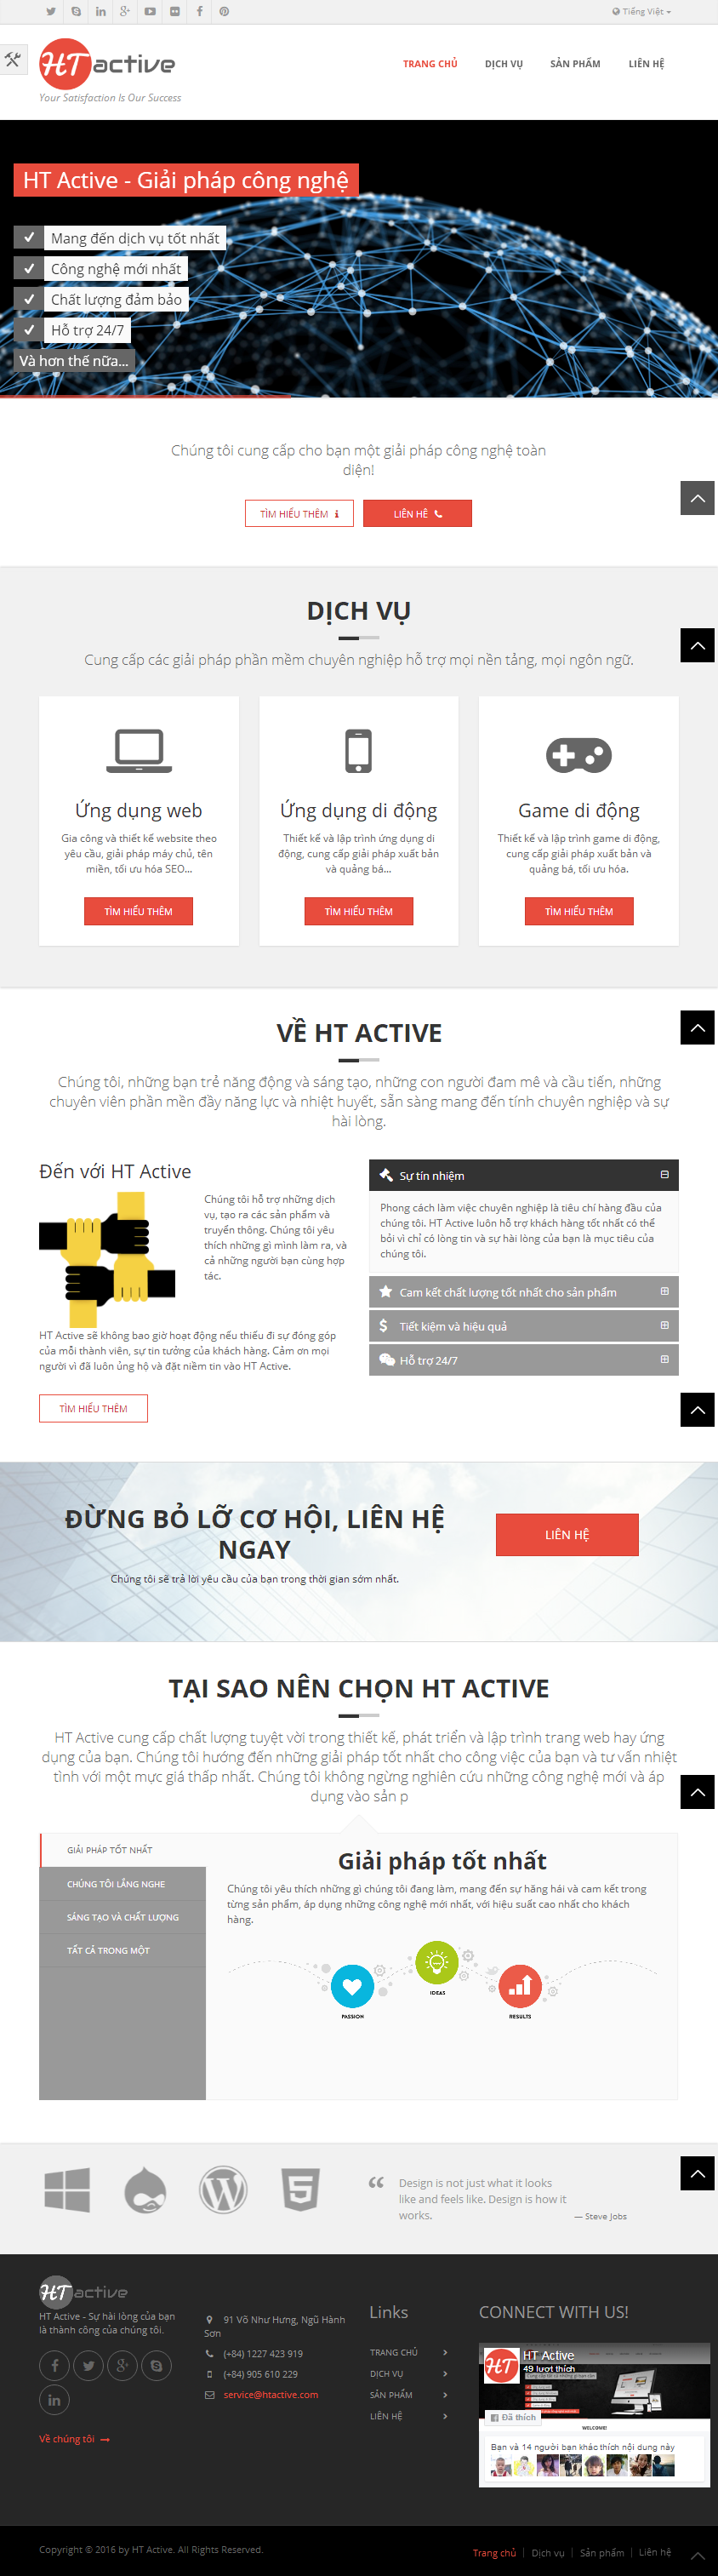 Tiếng Việt
HT active
Your Satisfaction Is Our Success
TRANG CHỦ
DỊCH VỤ
SẢN PHẨM
LIÊN HỆ
HT Active - Giải pháp công nghệ
Mang đến dịch vụ tốt nhất
Công nghệ mới nhất
Chất lượng đảm bảo
Hỗ trợ 24/7
Và hơn thế nữa...
Chúng tôi cung cấp cho bạn một giải pháp công nghệ toàn
diện!
TÌM HIỂU THÊM
LIÊN HỆ
DỊCH VỤ
Cung cấp các giải pháp phần mềm chuyên nghiệp hỗ trợ mọi nền tảng, mọi ngôn ngữ.
Ứng dụng web
Gia công và thiết kế website theo
yêu cầu, giải pháp máy chủ, tên
miền, tối ưu hóa SEO...
TÌM HIỂU THÊM
Ứng dụng di động
Thiết kế và lập trình ứng dụng di
động, cung cấp giải pháp xuất bản
và quảng bá...
TÌM HIỂU THÊM
Game di động
Thiết kế và lập trình game di động,
cung cấp giải pháp xuất bản và
quảng bá, tối ưu hóa.
TÌM HIỂU THÊM
VỀ HT ACTIVE
Chúng tôi, những bạn trẻ năng động và sáng tạo, những con người đam mê và cầu tiến, những
chuyên viên phần mền đầy năng lực và nhiệt huyết, sẵn sàng mang đến tính chuyên nghiệp và sự
hài lòng.
Đến với HT Active
Chúng tôi hỗ trợ những dịch
vụ, tạo ra các sản phẩm và
truyền thông. Chúng tôi yêu
thích những gì mình làm ra, và
cả những người bạn cùng hợp
tác.
HT Active sẽ không bao giờ hoạt động nếu thiếu đi sự đóng góp
của mỗi thành viên, sự tin tưởng của khách hàng. Cảm ơn mọi
người vì đã luôn ủng hộ và đặt niềm tin vào HT Active.
TÌM HIỂU THÊM
Sự tín nhiệm
Phong cách làm việc chuyên nghiệp là tiêu chí hàng đầu của
chúng tôi. HT Active luôn hỗ trợ khách hàng tốt nhất có thể
bỏi vì chỉ có lòng tin và sự hài lòng của bạn là mục tiêu của
chúng tôi.
Cam kết chất lượng tốt nhất cho sản phẩm
Tiết kiệm và hiệu quả
Hỗ trợ 24/7
ĐỪNG BỎ LỠ CƠ HỘI, LIÊN HỆ
NGAY
Chúng tôi sẽ trả lời yêu cầu của bạn trong thời gian sớm nhất.
LIÊN HỆ
TẠI SAO NÊN CHỌN HT ACTIVE
HT Active cung cấp chất lượng tuyệt vời trong thiết kế, phát triển và lập trình trang web hay ứng
dụng của bạn. Chúng tôi hướng đến những giải pháp tốt nhất cho công việc của bạn và tư vấn nhiệt
tình với một mực giá thấp nhất. Chúng tôi không ngừng nghiên cứu những công nghệ mới và áp
dụng vào sản p
GIẢI PHÁP TỐT NHẤT
CHÚNG TÔI LẮNG NGHE
SÁNG TẠO VÀ CHẤT LƯỢNG
TẤT CẢ TRONG MỘT
Giải pháp tốt nhất
Chúng tôi yêu thích những gì chúng tôi đang làm, mang đến sự hăng hái và cam kết trong
từng sản phẩm, áp dụng những công nghệ mới nhất, với hiệu suất cao nhất cho khách
hàng.
PASSION
IDEAS
RESULTS
Design is not just what it looks
like and feels like. Design is how it
works.
— Steve Jobs
HT active
HT Active - Sự hài lòng của bạn
là thành công của chúng tôi.
Về chúng tôi
91 Võ Như Hưng, Ngũ Hành
Sơn
(+84) 1227 423 919
(+84) 905 610 229
service@htactive.com
Links
TRANG CHỦ
DỊCH VỤ
SẢN PHẨM
LIÊN HỆ
CONNECT WITH US!
HT Active
49 lượt thích
Đã thích
WELCOME!
Bạn và 14 người bạn khác thích nội dung này
Copyright © 2016 by HT Active. All Rights Reserved.
Trang chủ
Dịch vụ
Sản phẩm
Liên hệ